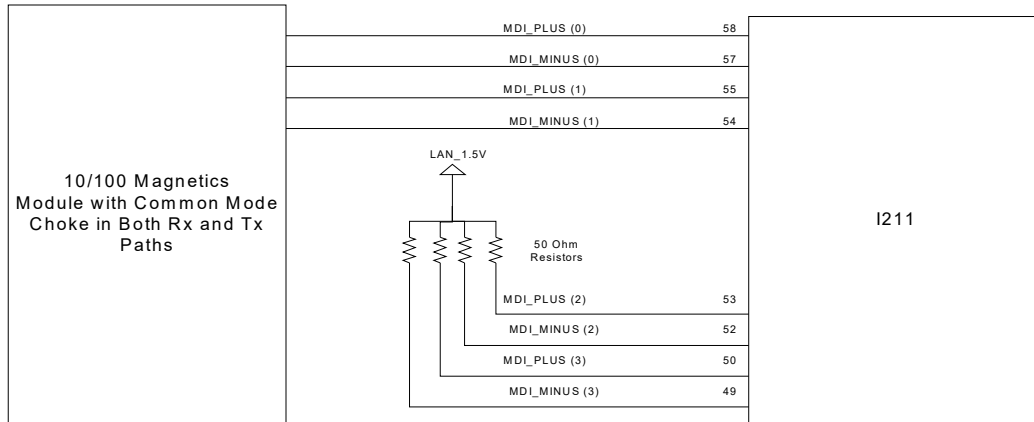 MDI_PLUS (0) 58
MDI_MINUS (0) 57
MDI_PLUS (1) 55
MDI_MINUS (1) 54
LAN_1.5V
10/100 Magnetics
Module with Common Mode
Choke in Both Rx and Tx
Paths
I211
50 Ohm
Resistors
MDI_PLUS (2) 53
MDI_MINUS (2) 52
MDI_PLUS (3) 50
MDI_MINUS (3) 49